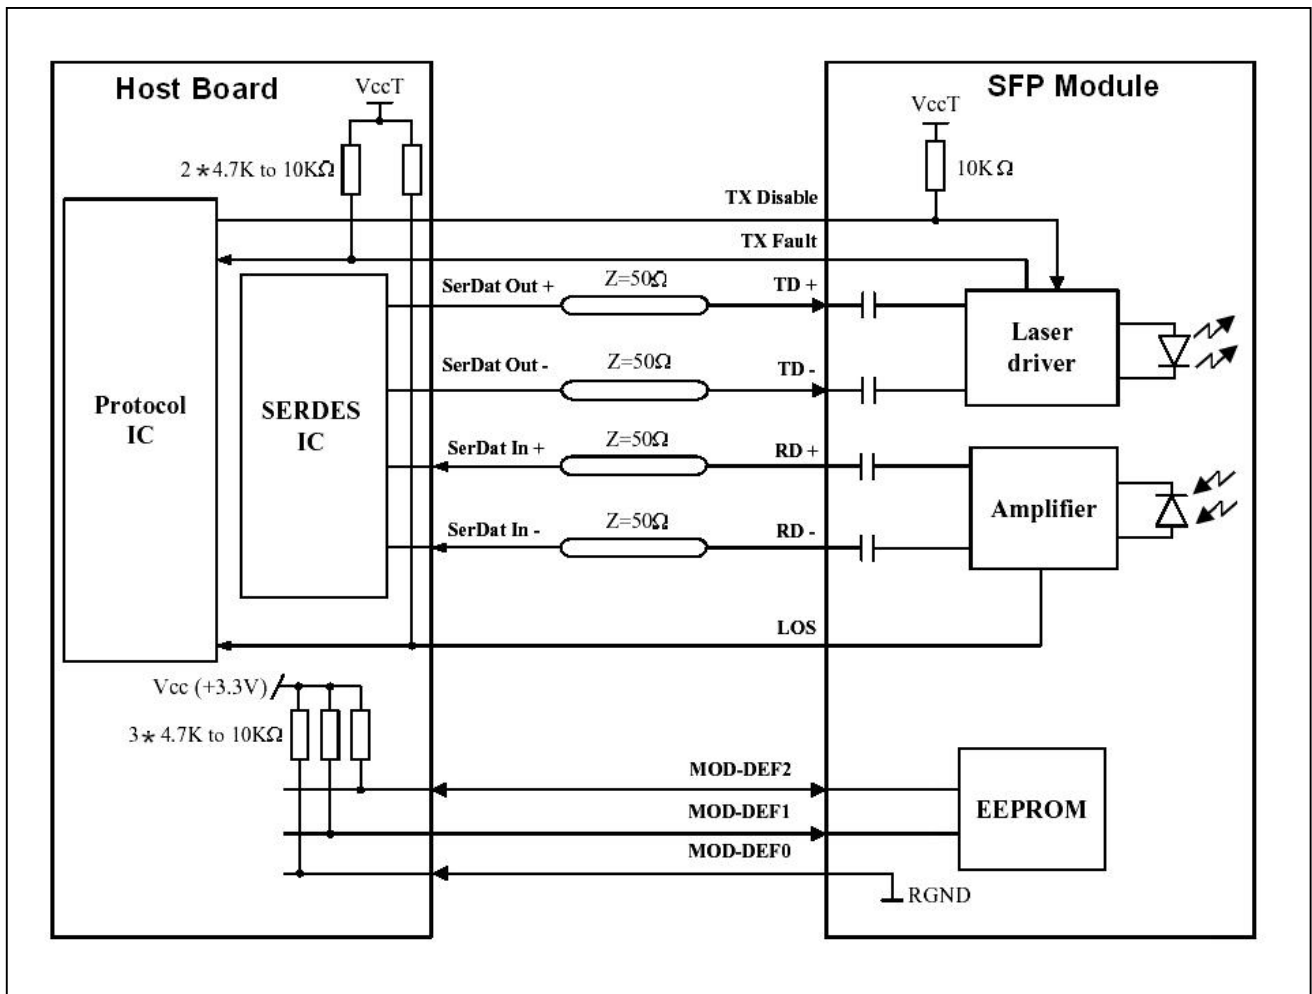 Host Board
SFP Module
VccT
VccT
2*4.7K to 10KΩ
10KΩ
TX Disable
TX Fault
SerDat Out +
Z=50Ω
TD +
Laser
driver
SerDat Out -
Z=50Ω
TD -
Protocol
IC
SERDES
IC
SerDat In +
Z=50Ω
RD +
Amplifier
SerDat In -
Z=50Ω
RD -
LOS
Vcc (+3.3V)
3* 4.7K to 10KΩ
MOD-DEF2
MOD-DEF1
EEPROM
MOD-DEF0
RGND